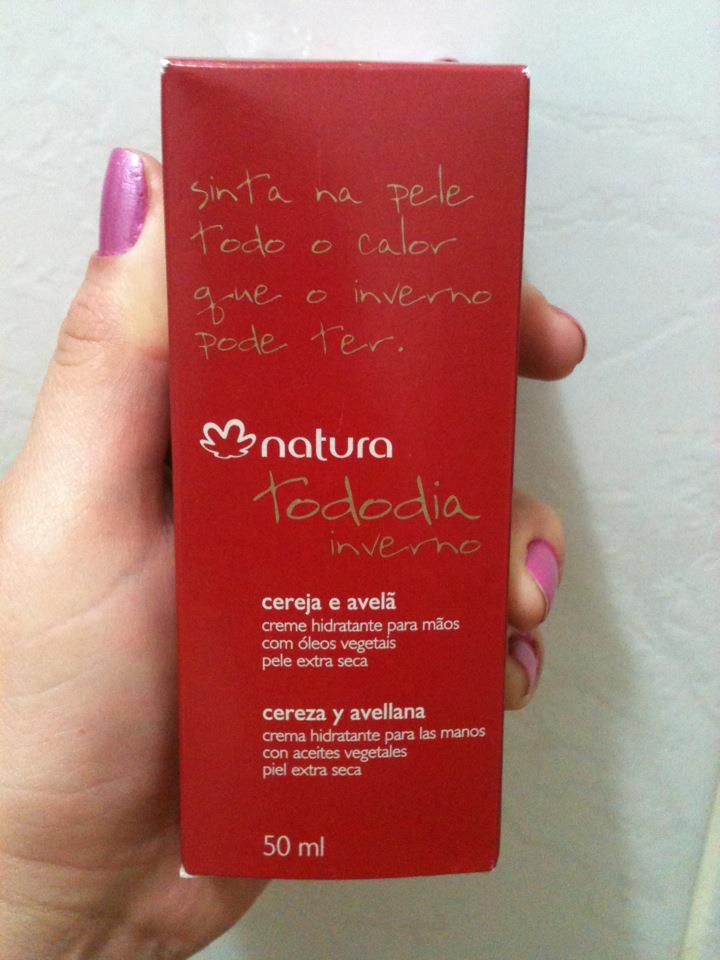 sinta na pele
todo o calor
que o inverno
pode ter.
natura
tododia
inverno
cereja e avelã
creme hidratante para mãos
com óleos vegetais
pele extra seca
cereza y avellana
crema hidratante para las manos
con aceites vegetales
piel extra seca
50 ml